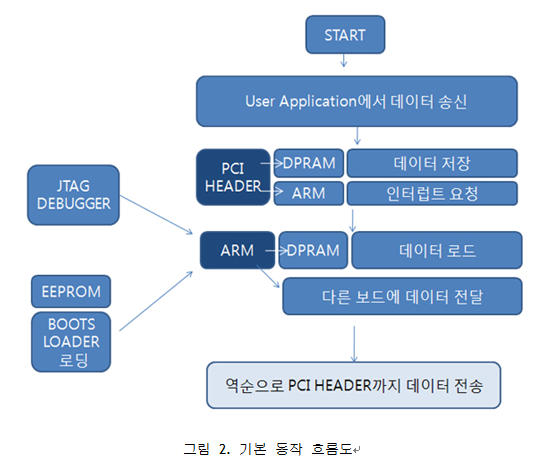 START
User Application에서 데이터 송신
PCI
HEADER
DPRAM
데이터 저장
ARM
인터럽트 요청
JTAG
DEBUGGER
ARM
DPRAM
데이터 로드
EEPROM
다른 보드에 데이터 전달
BOOTS
LOADER
로딩
역순으로 PCI HEADER까지 데이터 전송
그림 2. 기본 동작 흐름도↵